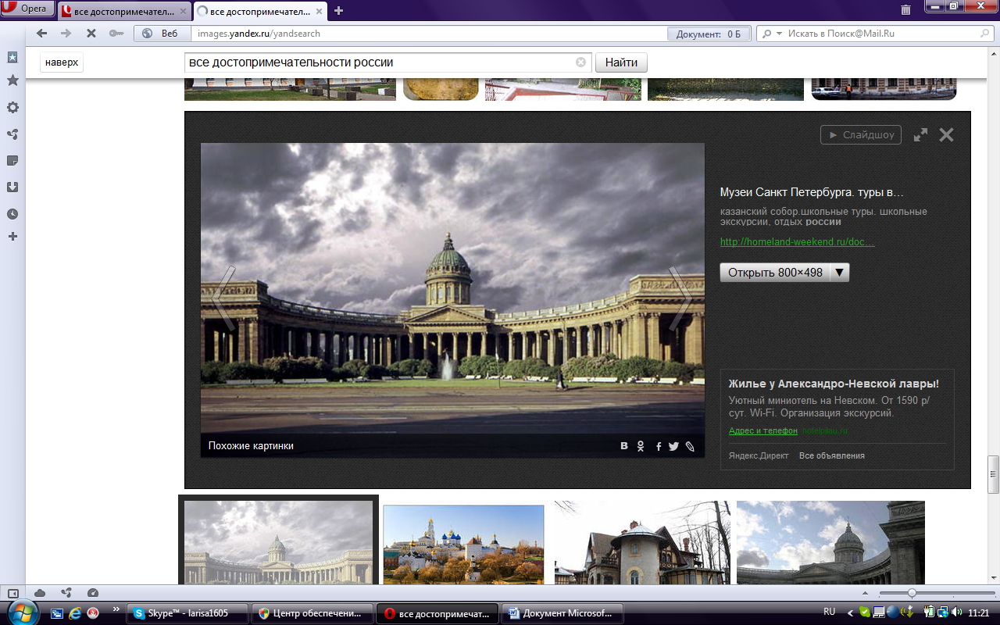 Opera
все достопримечател...
все достопримечател...
Веб
images.yandex.ru/yandsearch
Документ: 0 Б
Искать в Поиск@Mail.Ru
наверх
все достопримечательности россии
Найти
Слайдшоу
Музеи Санкт Петербурга. туры в…
казанский собор.школьные туры. школьные
экскурсии, отдых россии
http://homeland-weekend.ru/doc…
Открыть 800×498
Жилье у Александро-Невской лавры!
Уютный миниотель на Невском. От 1590 р/
сут. Wi-Fi. Организация экскурсий.
Адрес и телефон hotelpilau.ru
Яндекс.Директ Все объявления
Похожие картинки
Skype™ - larisa1605
Центр обеспечени...
все достопримечат...
Документ Microsof...
RU
11:21